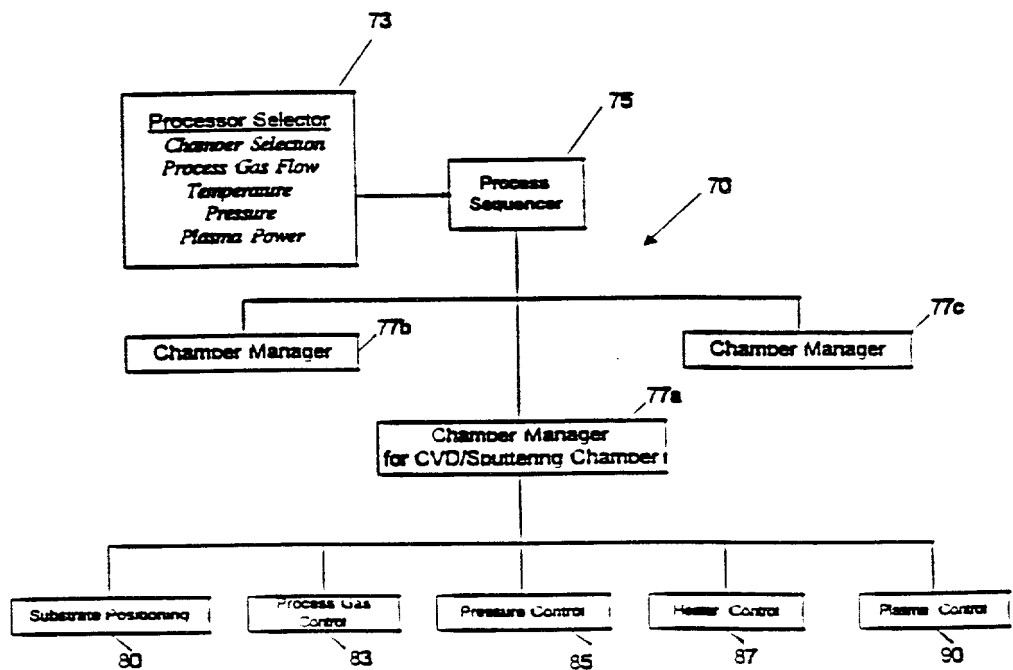 73
Processor Selector
Chamber Selection
Process Gas Flow
Temperature
Pressure
Plasma Power
75
Process
Sequencer
70
77b
Chamber Manager
77c
Chamber Manager
77a
Chamber Manager
for CVD/Sputtering Chamber
Substrate Positioning
Process Gas
Control
Pressure Control
Heater Control
Plasma Control
80
83
85
87
90